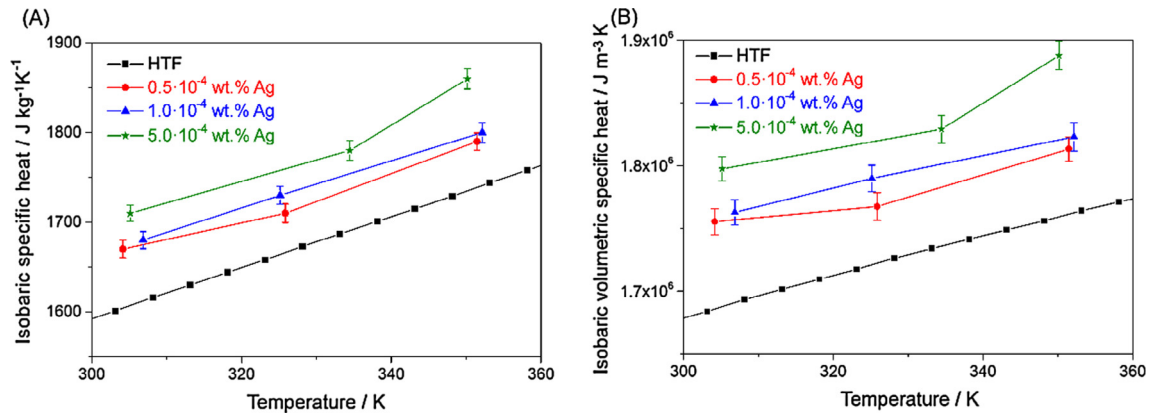 (A)
1900
1800
1700
1600
Isobaric specific heat / J kg⁻¹K⁻¹
HTF
0.5·10⁻⁴ wt.% Ag
1.0·10⁻⁴ wt.% Ag
5.0·10⁻⁴ wt.% Ag
300 320 340 360
Temperature / K
(B)
1.9x10⁶
1.8x10⁶
1.7x10⁶
Isobaric volumetric specific heat / J m⁻³ K
HTF
0.5·10⁻⁴ wt.% Ag
1.0·10⁻⁴ wt.% Ag
5.0·10⁻⁴ wt.% Ag
300 320 340 360
Temperature / K